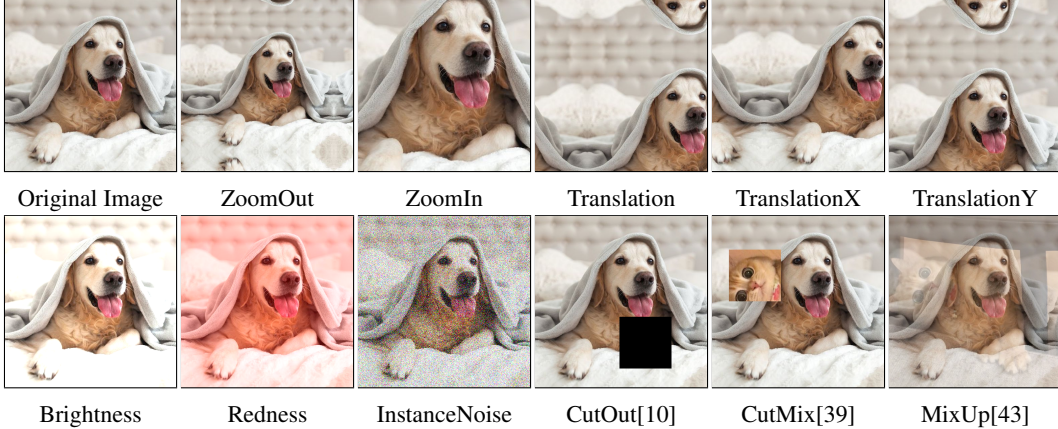 Original Image ZoomOut ZoomIn Translation TranslationX TranslationY
Brightness Redness InstanceNoise CutOut[10] CutMix[39] MixUp[43]